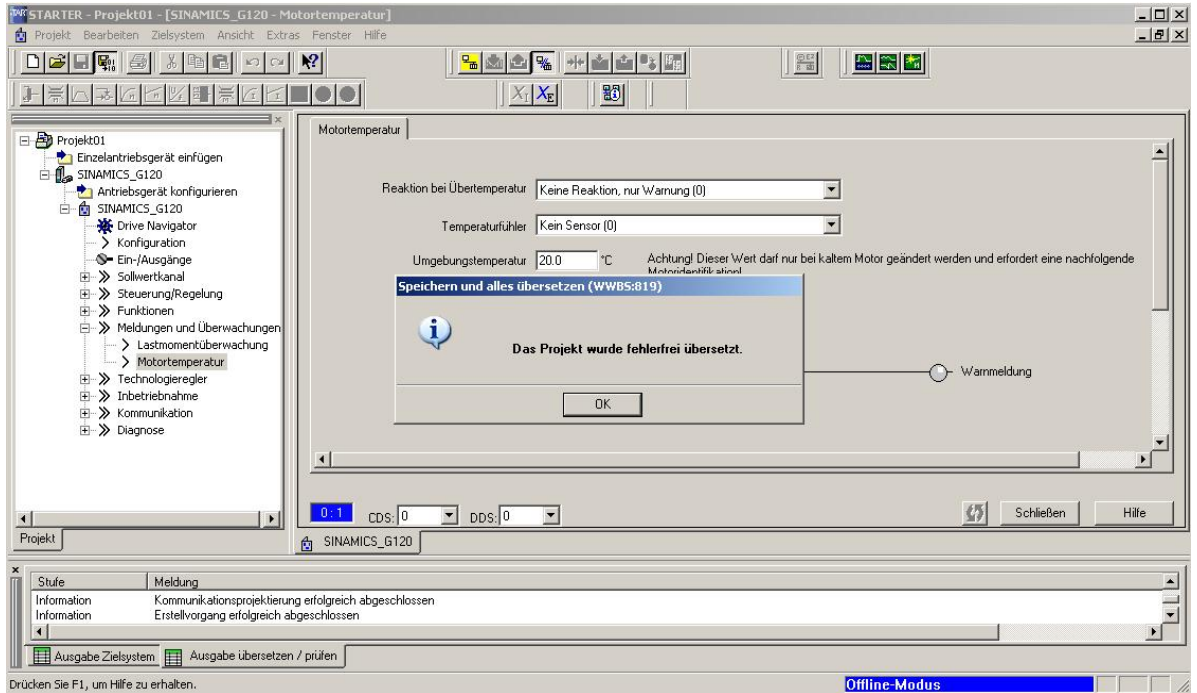 STARTER - Projekt01 - [SINAMICS_G120 - Motortemperatur]
Projekt Bearbeiten Zielsystem Ansicht Extras Fenster Hilfe
Projekt01
Einzelantriebsgerät einfügen
SINAMICS_G120
Antriebsgerät konfigurieren
SINAMICS_G120
Drive Navigator
Konfiguration
Ein-/Ausgänge
Sollwertkanal
Steuerung/Regelung
Funktionen
Meldungen und Überwachungen
Lastmomentüberwachung
Motortemperatur
Technologieregler
Inbetriebnahme
Kommunikation
Diagnose
Projekt
Motortemperatur
Reaktion bei Übertemperatur Keine Reaktion, nur Warnung (0)
Temperaturfühler Kein Sensor (0)
Umgebungstemperatur 20.0 °C Achtung! Dieser Wert darf nur bei kaltem Motor geändert werden und erfordert eine nachfolgende
Motoridentifikation!
Speichern und alles übersetzen (WWBS:819)
Das Projekt wurde fehlerfrei übersetzt.
OK
Warnmeldung
0 : 1 CDS: 0 DDS: 0 Schließen Hilfe
SINAMICS_G120
Stufe Meldung
Information Kommunikationsprojektierung erfolgreich abgeschlossen
Information Erstellvorgang erfolgreich abgeschlossen
Ausgabe Zielsystem Ausgabe übersetzen / prüfen
Drücken Sie F1, um Hilfe zu erhalten. Offline-Modus